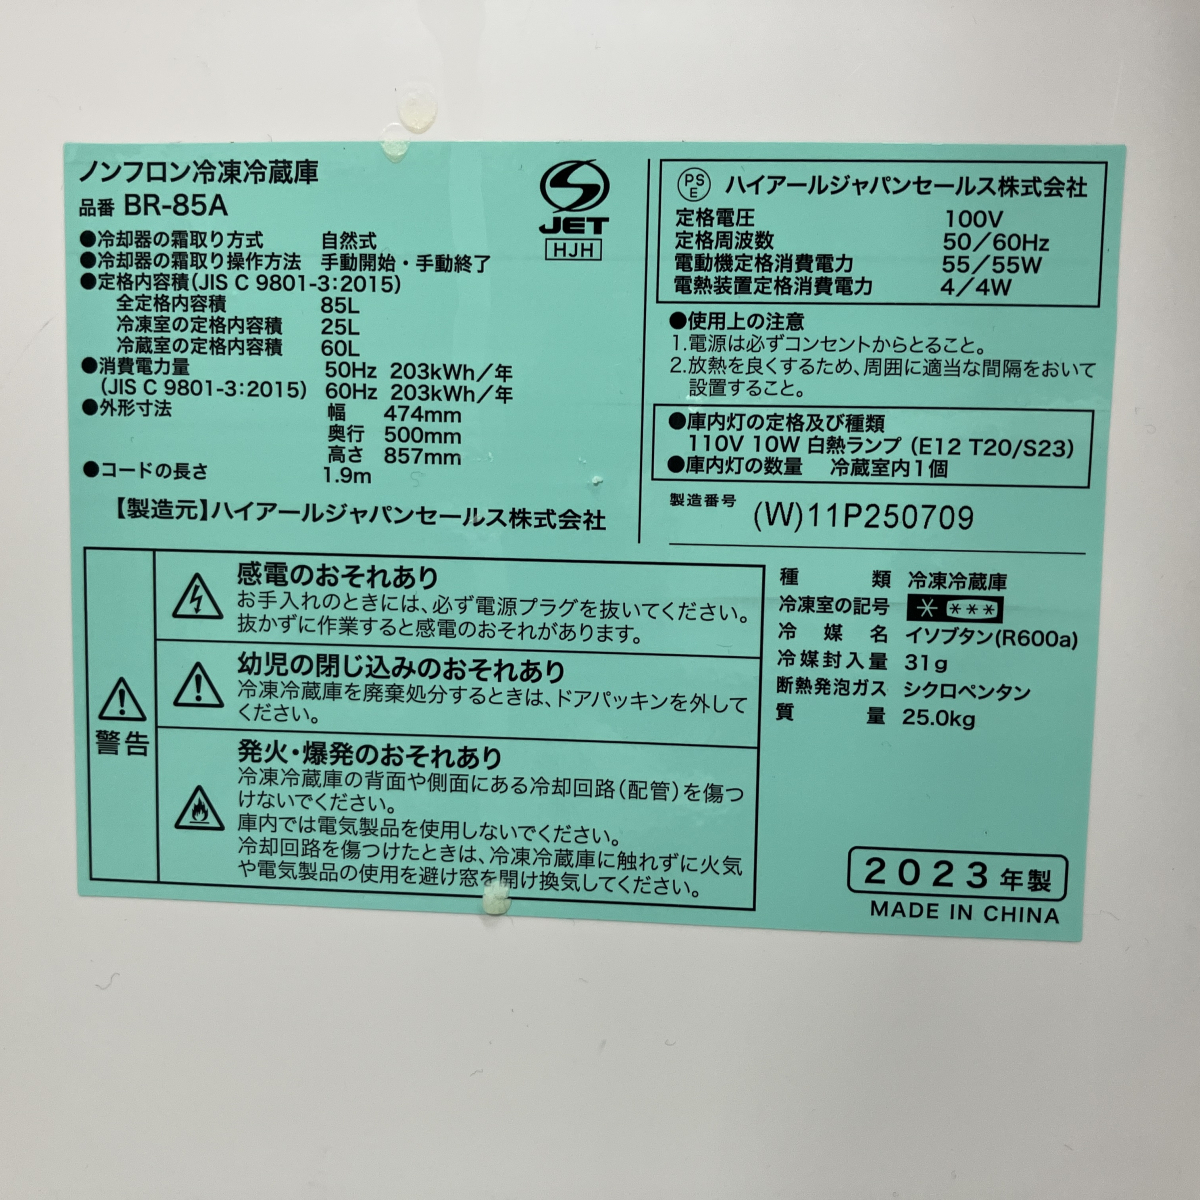 ノンフロン冷凍冷蔵庫
品番 BR-85A
●冷却器の霜取り方式 自然式
●冷却器の霜取り操作方法 手動開始・手動終了
●定格内容積(JIS C 9801-3:2015)
全定格内容積 85L
冷凍室の定格内容積 25L
冷蔵室の定格内容積 60L
●消費電力量 50Hz 203kWh/年
(JIS C 9801-3:2015) 60Hz 203kWh/年
●外形寸法 幅 474mm
奥行 500mm
高さ 857mm
●コードの長さ 1.9m
【製造元】ハイアールジャパンセールス株式会社
S
JET
HJH
PS
E
ハイアールジャパンセールス株式会社
定格電圧 100V
定格周波数 50/60Hz
電動機定格消費電力 55/55W
電熱装置定格消費電力 4/4W
●使用上の注意
1.電源は必ずコンセントからとること。
2.放熱を良くするため、周囲に適当な間隔をおいて
設置すること。
●庫内灯の定格及び種類
110V 10W 白熱ランプ (E12 T20/S23)
●庫内灯の数量 冷蔵室内1個
製造番号 (W)11P250709
警告
感電のおそれあり
お手入れのときには、必ず電源プラグを抜いてください。
抜かずに作業すると感電のおそれがあります。
幼児の閉じ込みのおそれあり
冷凍冷蔵庫を廃棄処分するときは、ドアパッキンを外して
ください。
発火・爆発のおそれあり
冷凍冷蔵庫の背面や側面にある冷却回路(配管)を傷つ
けないでください。
庫内では電気製品を使用しないでください。
冷却回路を傷つけたときは、冷凍冷蔵庫に触れずに火気
や電気製品の使用を避け窓を開け換気してください。
種類 冷凍冷蔵庫
冷凍室の記号 * ***
冷媒名 イソブタン(R600a)
冷媒封入量 31g
断熱発泡ガス シクロペンタン
質量 25.0kg
2023年製
MADE IN CHINA